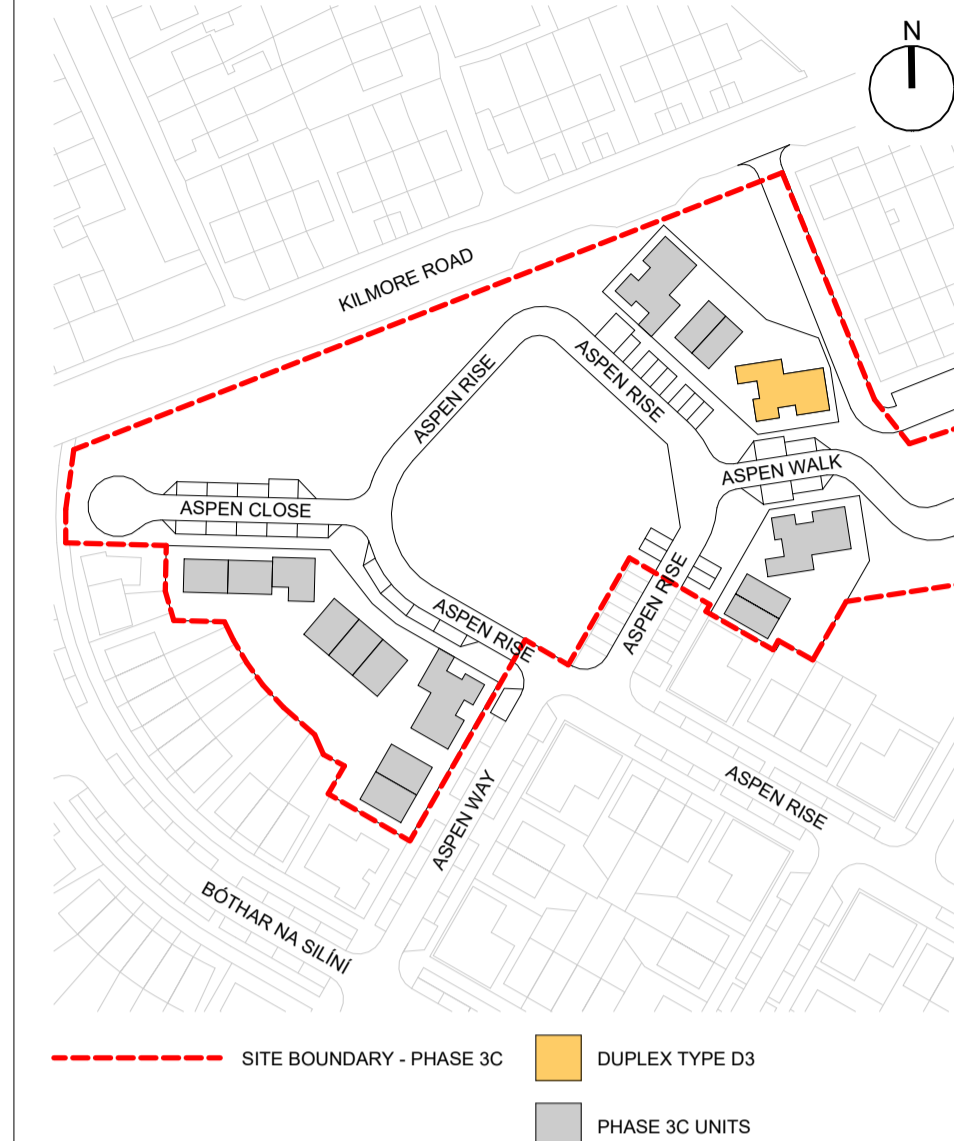 N
KILMORE ROAD
ASPEN RISE
ASPEN RISE
ASPEN WALK
ASPEN CLOSE
ASPEN RISE
ASPEN RISE
ASPEN RISE
ASPEN WAY
BÓTHAR NA SILÍNÍ
SITE BOUNDARY - PHASE 3C
DUPLEX TYPE D3
PHASE 3C UNITS